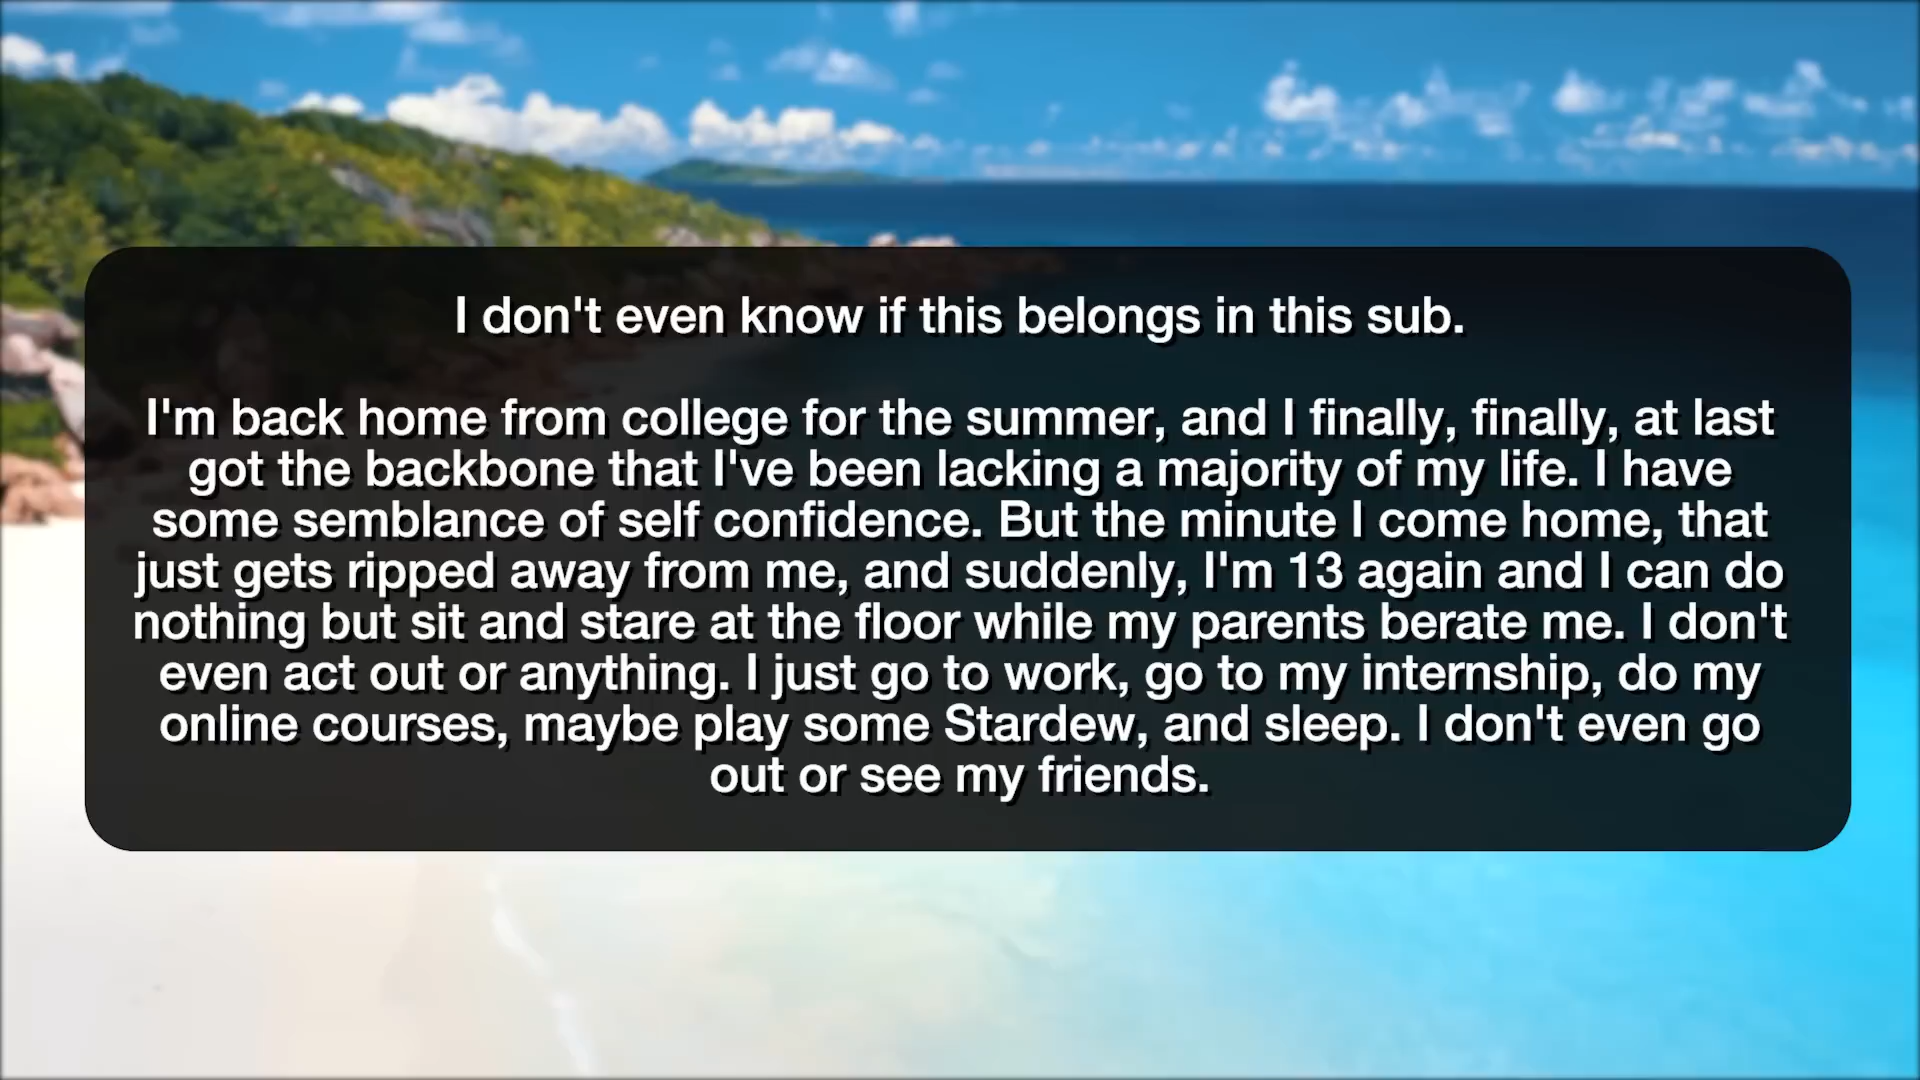 I don't even know if this belongs in this sub.
I'm back home from college for the summer, and I finally, finally, at last
got the backbone that I've been lacking a majority of my life. I have
some semblance of self confidence. But the minute I come home, that
just gets ripped away from me, and suddenly, I'm 13 again and I can do
nothing but sit and stare at the floor while my parents berate me. I don't
even act out or anything. I just go to work, go to my internship, do my
online courses, maybe play some Stardew, and sleep. I don't even go
out or see my friends.